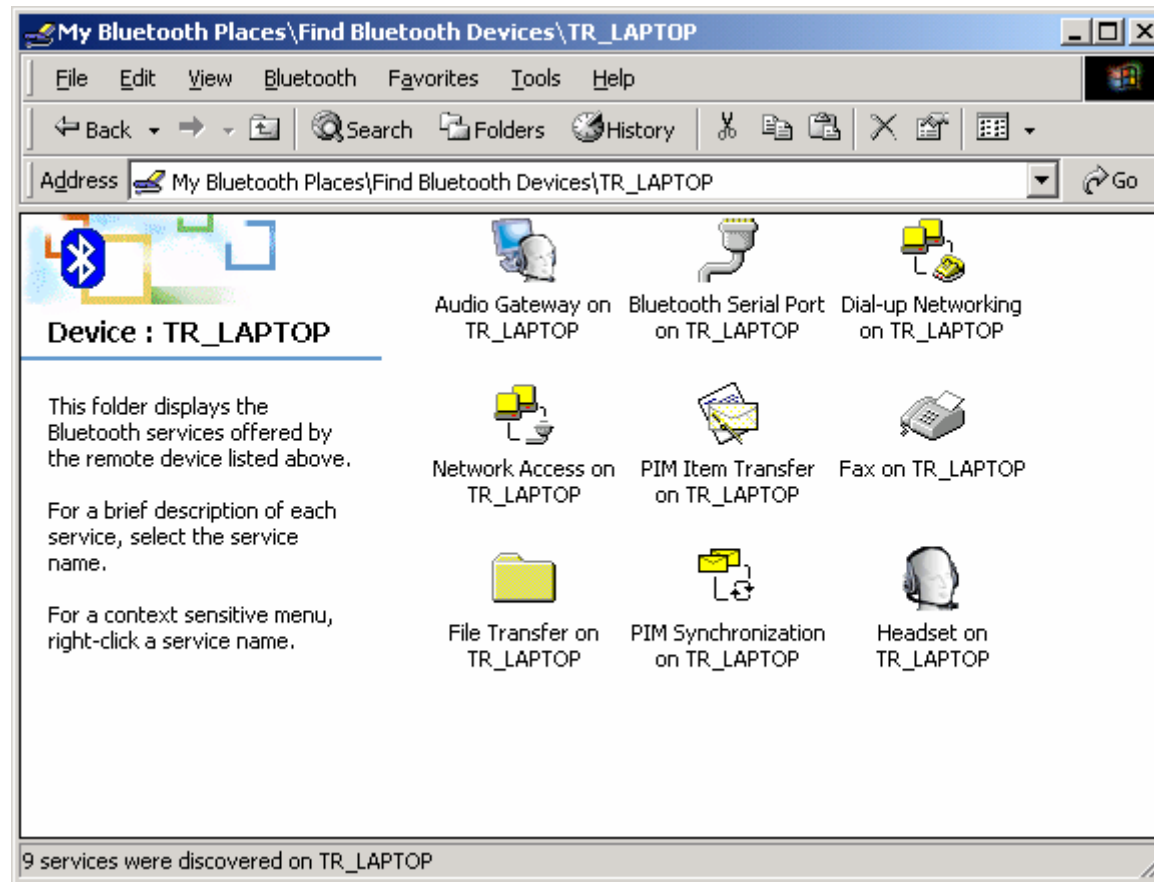 My Bluetooth Places\Find Bluetooth Devices\TR_LAPTOP
File Edit View Bluetooth Favorites Tools Help
Back Search Folders History
Address My Bluetooth Places\Find Bluetooth Devices\TR_LAPTOP Go
Device : TR_LAPTOP
This folder displays the
Bluetooth services offered by
the remote device listed above.
For a brief description of each
service, select the service
name.
For a context sensitive menu,
right-click a service name.
Audio Gateway on
TR_LAPTOP
Bluetooth Serial Port
on TR_LAPTOP
Dial-up Networking
on TR_LAPTOP
Network Access on
TR_LAPTOP
PIM Item Transfer
on TR_LAPTOP
Fax on TR_LAPTOP
File Transfer on
TR_LAPTOP
PIM Synchronization
on TR_LAPTOP
Headset on
TR_LAPTOP
9 services were discovered on TR_LAPTOP